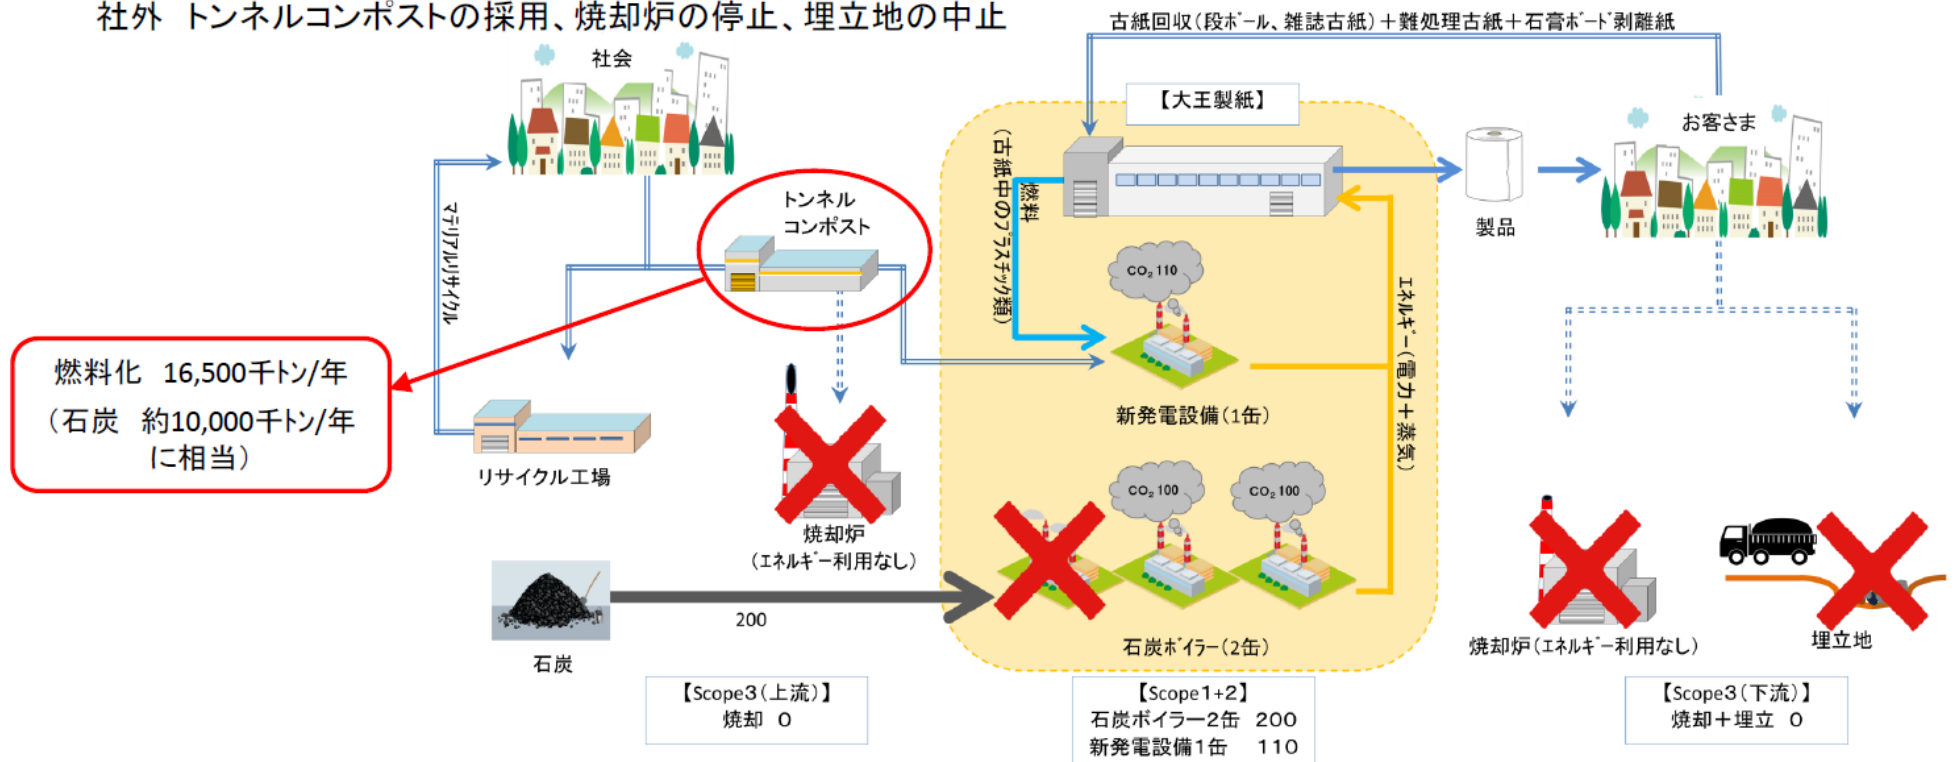 社外 トンネルコンポストの採用、焼却炉の停止、埋立地の中止
古紙回収(段ボール、雑誌古紙)+難処理古紙+石膏ボード剥離紙
社会
【大王製紙】
お客さま
トンネル
コンポスト
マテリアルリサイクル
燃料
(古紙中のプラスチック類)
製品
CO₂ 110
エネルギー(電力+蒸気)
燃料化 16,500千トン/年
(石炭 約10,000千トン/年
に相当)
新発電設備(1缶)
リサイクル工場
CO₂ 100
CO₂ 100
焼却炉
(エネルギー利用なし)
200
石炭
石炭ボイラー(2缶)
焼却炉(エネルギー利用なし)
埋立地
【Scope3(上流)】
焼却 0
【Scope1+2】
石炭ボイラー2缶 200
新発電設備1缶 110
【Scope3(下流)】
焼却+埋立 0